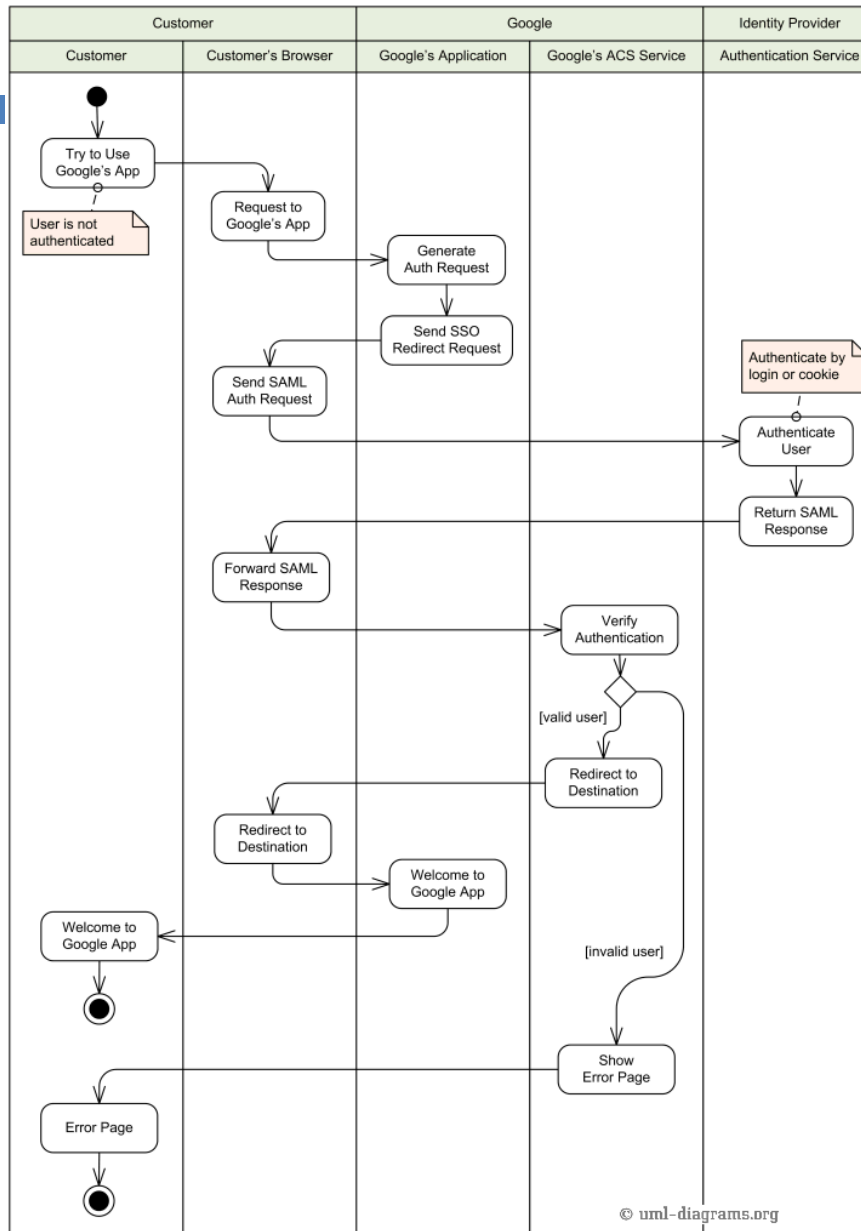 Customer
Google
Identity Provider
Customer
Customer's Browser
Google's Application
Google's ACS Service
Authentication Service
Try to Use
Google's App
User is not
authenticated
Request to
Google's App
Generate
Auth Request
Send SSO
Redirect Request
Send SAML
Auth Request
Authenticate by
login or cookie
Authenticate
User
Return SAML
Response
Forward SAML
Response
Verify
Authentication
[valid user]
Redirect to
Destination
Redirect to
Destination
Welcome to
Google App
Welcome to
Google App
[invalid user]
Show
Error Page
Error Page
© uml-diagrams.org